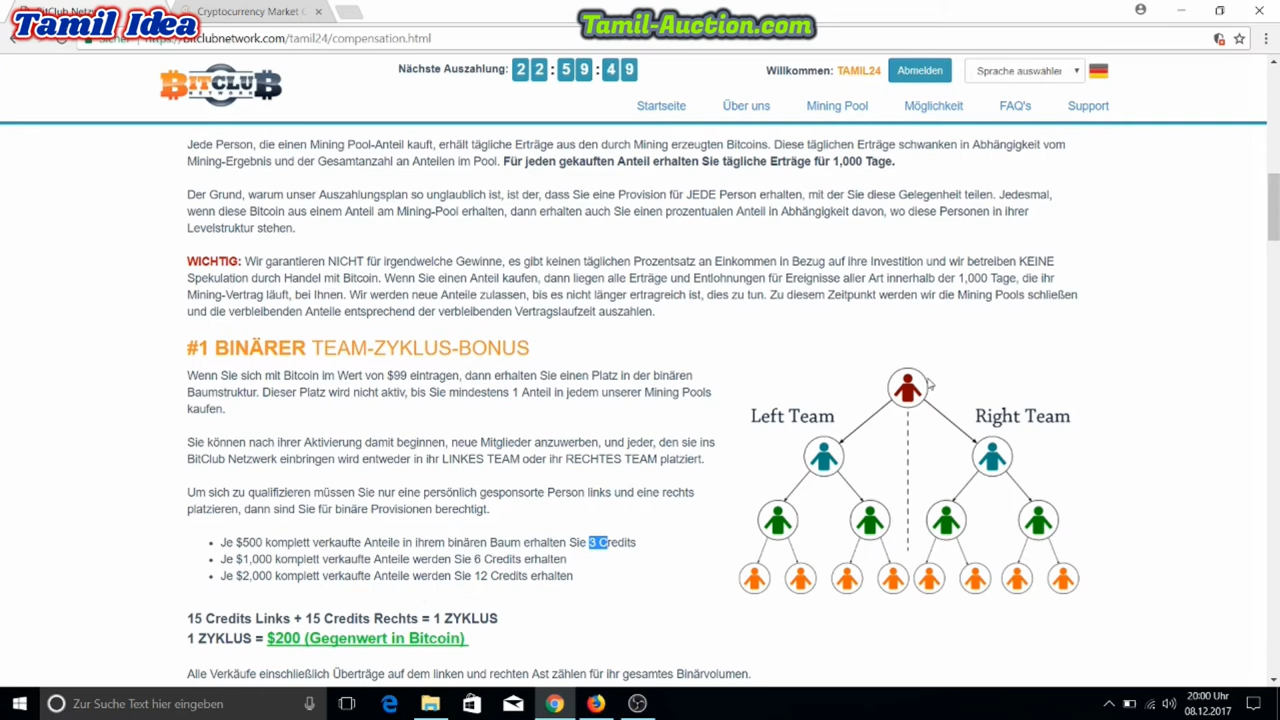 BitClub Netw
Cryptocurrency Market C
Tamil Idea
Tamil-Auction.com
bitclubnetwork.com/tamil24/compensation.html
BITCLUB
NETWORK
Nächste Auszahlung: 22:59:49
Willkommen: TAMIL24
Abmelden
Sprache auswählen
Startseite
Über uns
Mining Pool
Möglichkeit
FAQ's
Support
Jede Person, die einen Mining Pool-Anteil kauft, erhält tägliche Erträge aus den durch Mining erzeugten Bitcoins. Diese täglichen Erträge schwanken in Abhängigkeit vom
Mining-Ergebnis und der Gesamtanzahl an Anteilen im Pool. Für jeden gekauften Anteil erhalten Sie tägliche Erträge für 1,000 Tage.
Der Grund, warum unser Auszahlungsplan so unglaublich ist, ist der, dass Sie eine Provision für JEDE Person erhalten, mit der Sie diese Gelegenheit teilen. Jedesmal,
wenn diese Bitcoin aus einem Anteil am Mining-Pool erhalten, dann erhalten auch Sie einen prozentualen Anteil in Abhängigkeit davon, wo diese Personen in ihrer
Levelstruktur stehen.
WICHTIG: Wir garantieren NICHT für irgendwelche Gewinne, es gibt keinen täglichen Prozentsatz an Einkommen in Bezug auf ihre Investition und wir betreiben KEINE
Spekulation durch Handel mit Bitcoin. Wenn Sie einen Anteil kaufen, dann liegen alle Erträge und Entlohnungen für Ereignisse aller Art innerhalb der 1,000 Tage, die ihr
Mining-Vertrag läuft, bei Ihnen. Wir werden neue Anteile zulassen, bis es nicht länger ertragreich ist, dies zu tun. Zu diesem Zeitpunkt werden wir die Mining Pools schließen
und die verbleibenden Anteile entsprechend der verbleibenden Vertragslaufzeit auszahlen.
#1 BINÄRER TEAM-ZYKLUS-BONUS
Wenn Sie sich mit Bitcoin im Wert von $99 eintragen, dann erhalten Sie einen Platz in der binären
Baumstruktur. Dieser Platz wird nicht aktiv, bis Sie mindestens 1 Anteil in jedem unserer Mining Pools
kaufen.
Sie können nach ihrer Aktivierung damit beginnen, neue Mitglieder anzuwerben, und jeder, den sie ins
BitClub Netzwerk einbringen wird entweder in ihr LINKES TEAM oder ihr RECHTES TEAM platziert.
Um sich zu qualifizieren müssen Sie nur eine persönlich gesponsorte Person links und eine rechts
platzieren, dann sind Sie für binäre Provisionen berechtigt.
Left Team
Right Team
• Je $500 komplett verkaufte Anteile in ihrem binären Baum erhalten Sie 3 Credits
• Je $1,000 komplett verkaufte Anteile werden Sie 6 Credits erhalten
• Je $2,000 komplett verkaufte Anteile werden Sie 12 Credits erhalten
15 Credits Links + 15 Credits Rechts = 1 ZYKLUS
1 ZYKLUS = $200 (Gegenwert in Bitcoin)
Alle Verkäufe einschließlich Überträge auf dem linken und rechten Ast zählen für ihr gesamtes Binärvolumen.
Zur Suche Text hier eingeben
20:00 Uhr
08.12.2017